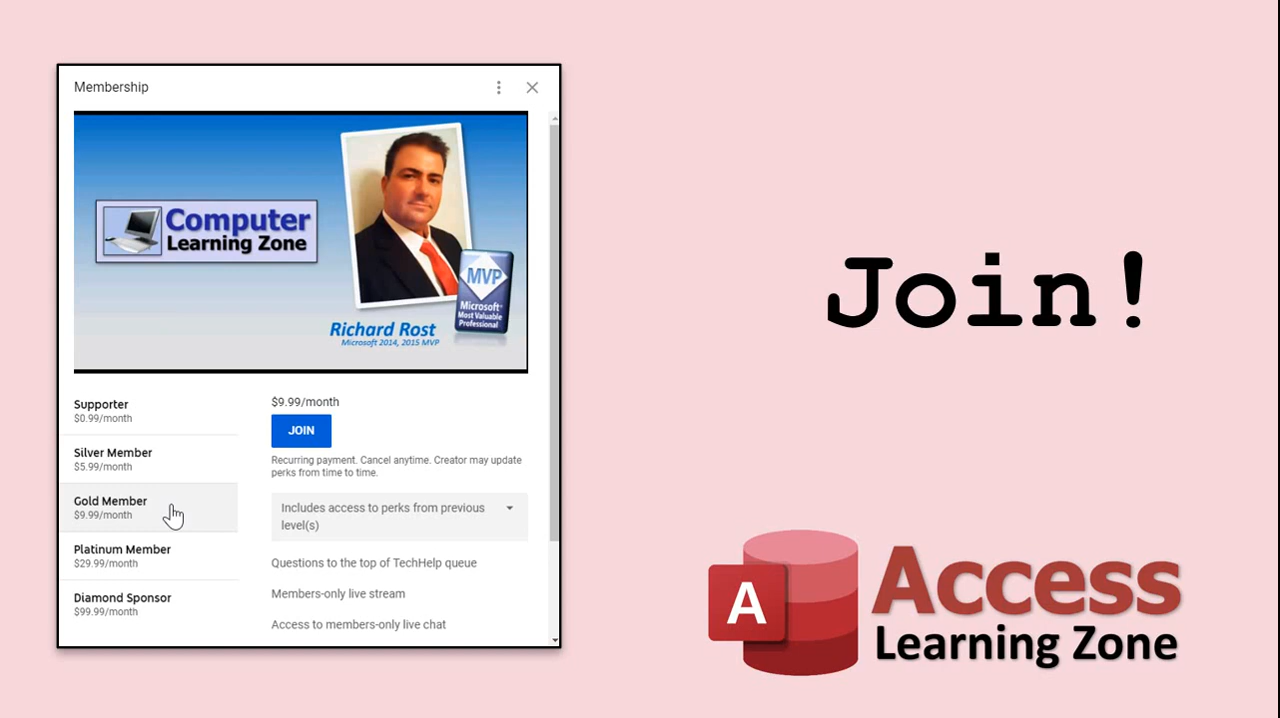 Membership
Computer
Learning Zone
MVP
Microsoft®
Most Valuable
Professional
Richard Rost
Microsoft 2014, 2015 MVP
Supporter
$0.99/month
Silver Member
$5.99/month
Gold Member
$9.99/month
Platinum Member
$29.99/month
Diamond Sponsor
$99.99/month
$9.99/month
JOIN
Recurring payment. Cancel anytime. Creator may update
perks from time to time.
Includes access to perks from previous
level(s)
Questions to the top of TechHelp queue
Members-only live stream
Access to members-only live chat
Join!
A
Access
Learning Zone